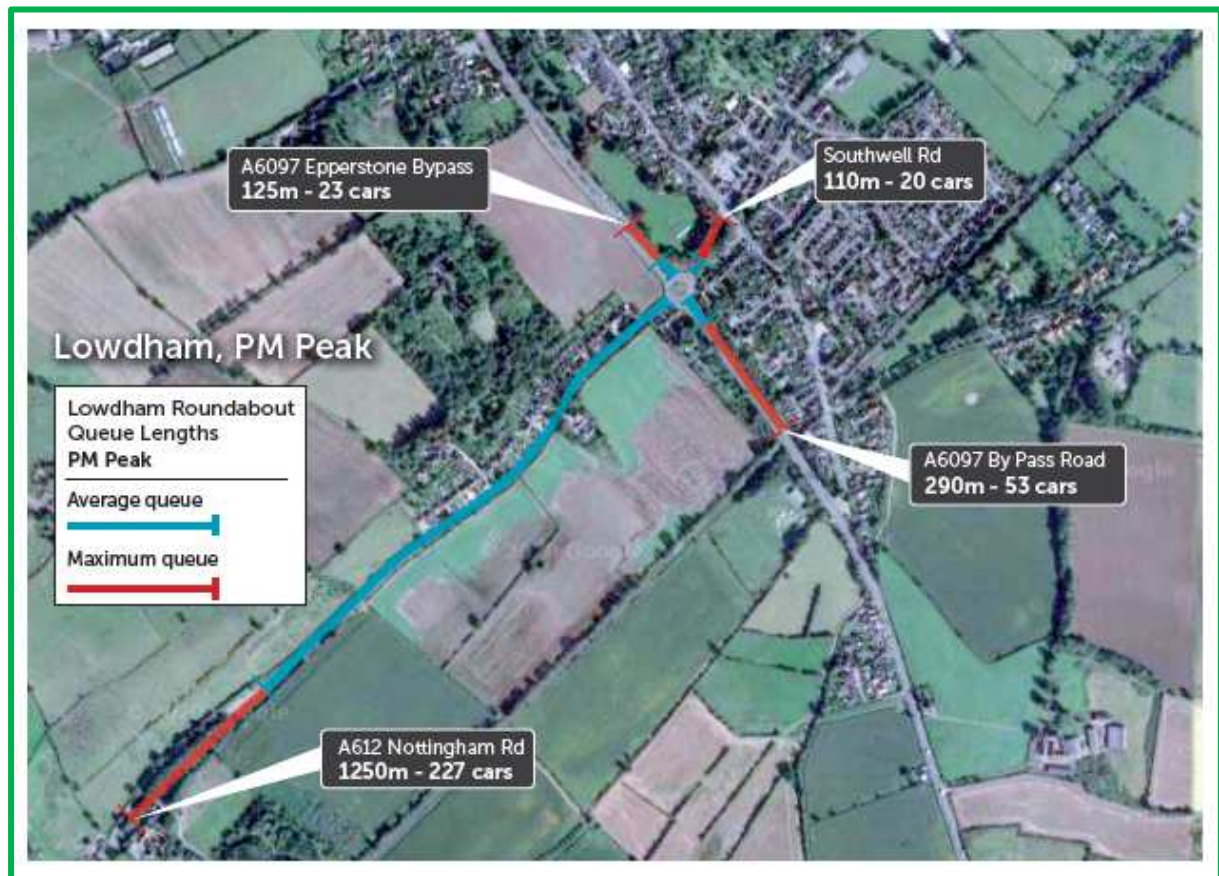 A6097 Epperstone Bypass
125m - 23 cars
Southwell Rd
110m - 20 cars
Lowdham, PM Peak
Lowdham Roundabout
Queue Lengths
PM Peak
Average queue
Maximum queue
A6097 By Pass Road
290m - 53 cars
A612 Nottingham Rd
1250m - 227 cars